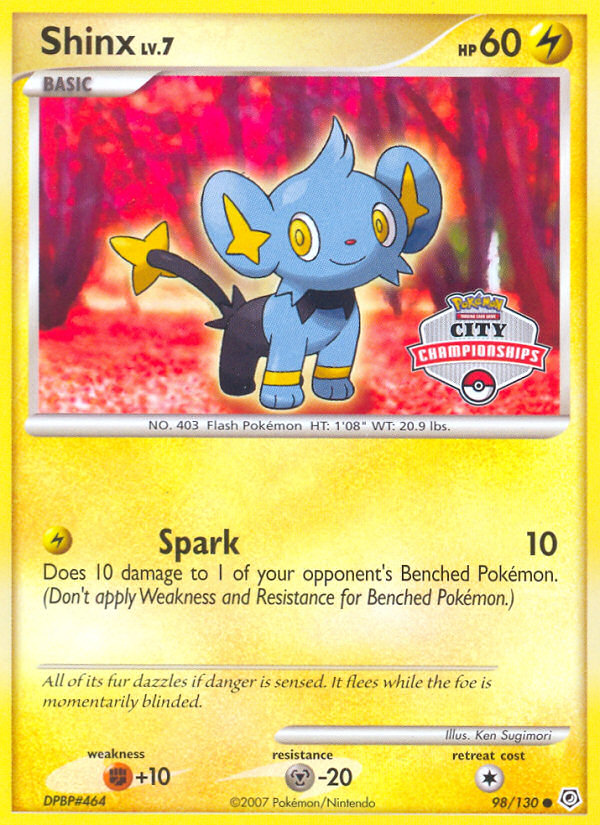 Shinx LV.7
HP 60
BASIC
Pokémon
TRADING CARD GAME
CITY
CHAMPIONSHIPS
NO. 403 Flash Pokémon HT: 1'08" WT: 20.9 lbs.
Spark 10
Does 10 damage to 1 of your opponent's Benched Pokémon.
(Don't apply Weakness and Resistance for Benched Pokémon.)
All of its fur dazzles if danger is sensed. It flees while the foe is
momentarily blinded.
Illus. Ken Sugimori
weakness resistance retreat cost
+10 -20
DPBP#464 ©2007 Pokémon/Nintendo 98/130